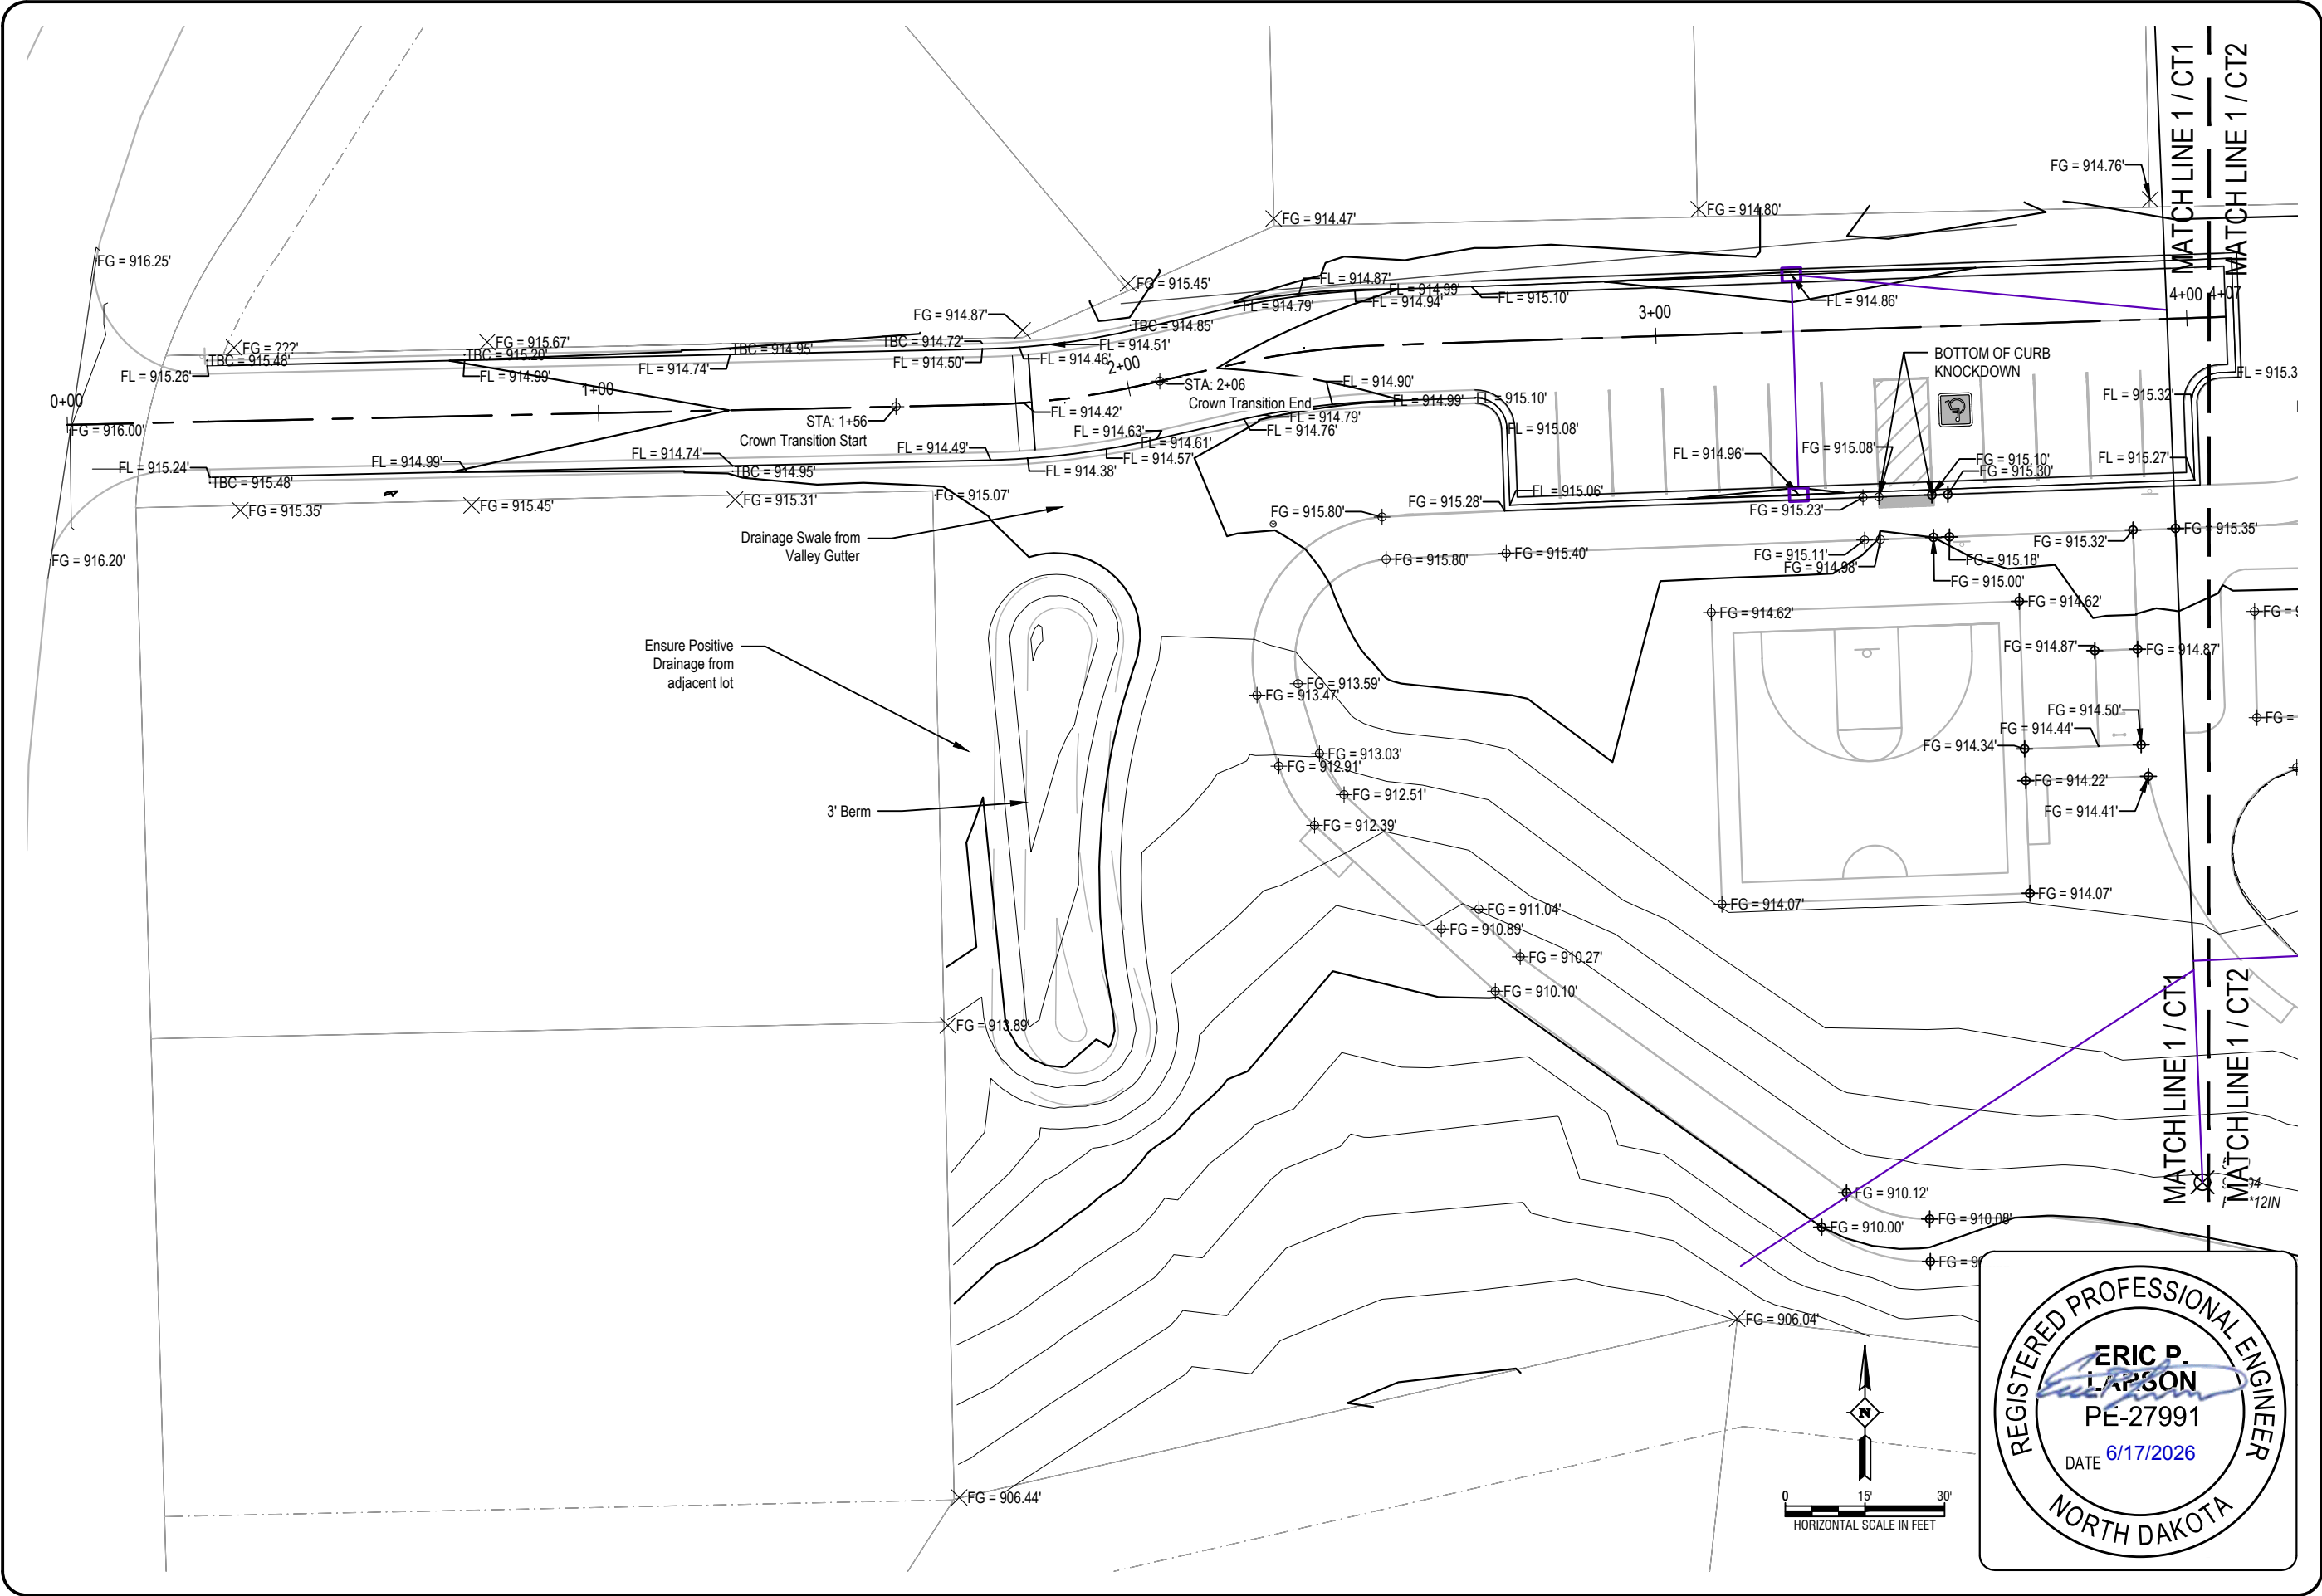 MATCH LINE 1 / CT1
MATCH LINE 1 / CT2
FG = 914.76'
FG = 914.47'
FG = 914.80'
FG = 916.25'
FG = 915.45'
FL = 914.87'
FL = 914.99'
FL = 914.79'
FL = 914.94'
FL = 915.10'
FL = 914.86'
4+00
4+07
3+00
FG = 914.87'
TBC = 914.85'
FG = ???'
FG = 915.67'
TBC = 914.72'
FL = 914.51'
TBC = 915.48'
TBC = 915.20'
TBC = 914.95'
FL = 914.46'
FL = 915.26'
FL = 914.99'
FL = 914.74'
FL = 914.50'
2+00
BOTTOM OF CURB
KNOCKDOWN
0+00
1+00
STA: 2+06
Crown Transition End
FL = 914.90'
FL = 914.99'
FL = 915.10'
FL = 915.32'
FL = 915.3
FG = 916.00'
STA: 1+56
Crown Transition Start
FL = 914.42'
FL = 914.79'
FL = 914.76'
FL = 914.63'
FL = 914.61'
FL = 914.57'
FL = 914.38'
FL = 915.08'
FL = 914.96'
FG = 915.08'
FG = 915.10'
FG = 915.30'
FL = 915.27'
FL = 915.24'
FL = 914.99'
FL = 914.74'
FL = 914.49'
TBC = 915.48'
TBC = 914.95'
FG = 915.35'
FG = 915.45'
FG = 915.31'
FG = 915.07'
FL = 915.06'
FG = 915.28'
FG = 915.80'
FG = 915.23'
Drainage Swale from
Valley Gutter
FG = 916.20'
FG = 915.80'
FG = 915.40'
FG = 915.11'
FG = 914.98'
FG = 915.18'
FG = 915.00'
FG = 915.32'
FG = 915.35'
FG = 914.62'
FG = 914.62'
FG = 9
Ensure Positive
Drainage from
adjacent lot
FG = 914.87'
FG = 914.87'
FG = 913.59'
FG = 913.47'
FG = 914.50'
FG = 914.44'
FG = 914.34'
FG =
FG = 913.03'
FG = 912.91'
FG = 912.51'
FG = 914.22'
FG = 914.41'
3' Berm
FG = 912.39'
FG = 914.07'
FG = 914.07'
FG = 911.04'
FG = 910.89'
FG = 910.27'
FG = 910.10'
FG = 913.89'
MATCH LINE 1 / CT1
MATCH LINE 1 / CT2
12IN
FG = 910.12'
FG = 910.08'
FG = 910.00'
FG = 9
FG = 906.04'
FG = 906.44'
N
0 15' 30'
HORIZONTAL SCALE IN FEET
REGISTERED PROFESSIONAL ENGINEER
ERIC P.
LARSON
PE-27991
DATE 6/17/2026
NORTH DAKOTA